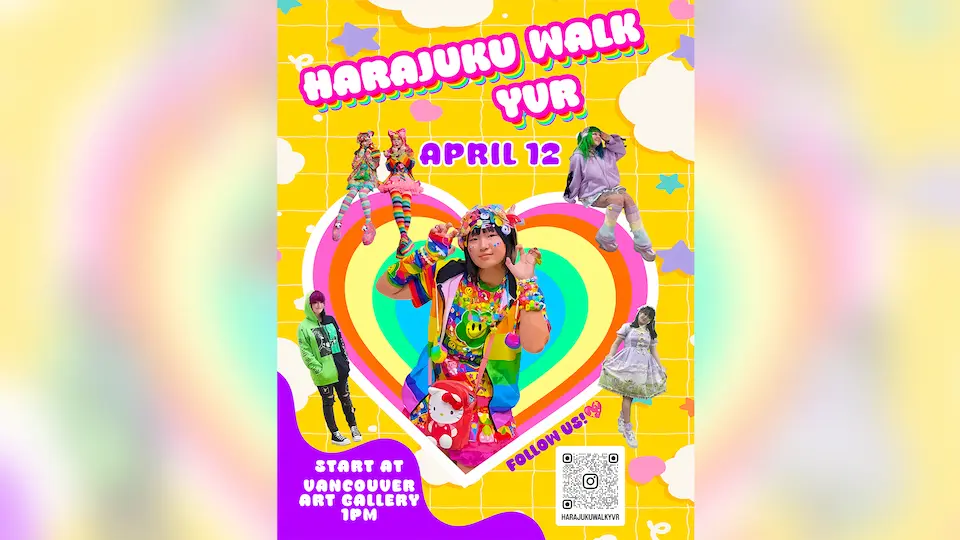 HARAJUKU WALK
YVR
APRIL 12
FOLLOW US!
START AT
VANCOUVER
ART GALLERY
1PM
HARAJUKUWALKYVR